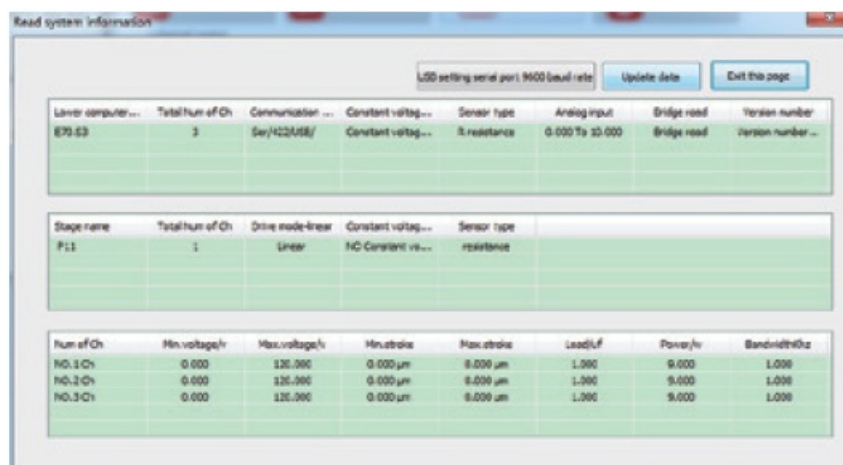 Read system information
USB setting serial port 9600 baud rate Update data Exit this page
Lower computer... Total Num of Ch Communication ... Constant voltag... Sensor type Analog input Bridge road Version number
E70.S3 3 Ser/422/USB/ Constant voltag... R resistance 0.000 To 10.000 Bridge road Version number ...
Stage name Total Num of Ch Drive mode-linear Constant voltag... Sensor type
P11 1 Linear NO Constant vo... resistance
Num of Ch Min.voltage/v Max.voltage/v Min.stroke Max.stroke Load/uf Power/w
NO.1 Ch 0.000 120.000 0.000 μm 0.000 μm 1.000 9.000 1.000
NO.2 Ch 0.000 120.000 0.000 μm 0.000 μm 1.000 9.000 1.000
NO.3 Ch 0.000 120.000 0.000 μm 0.000 μm 1.000 9.000 1.000